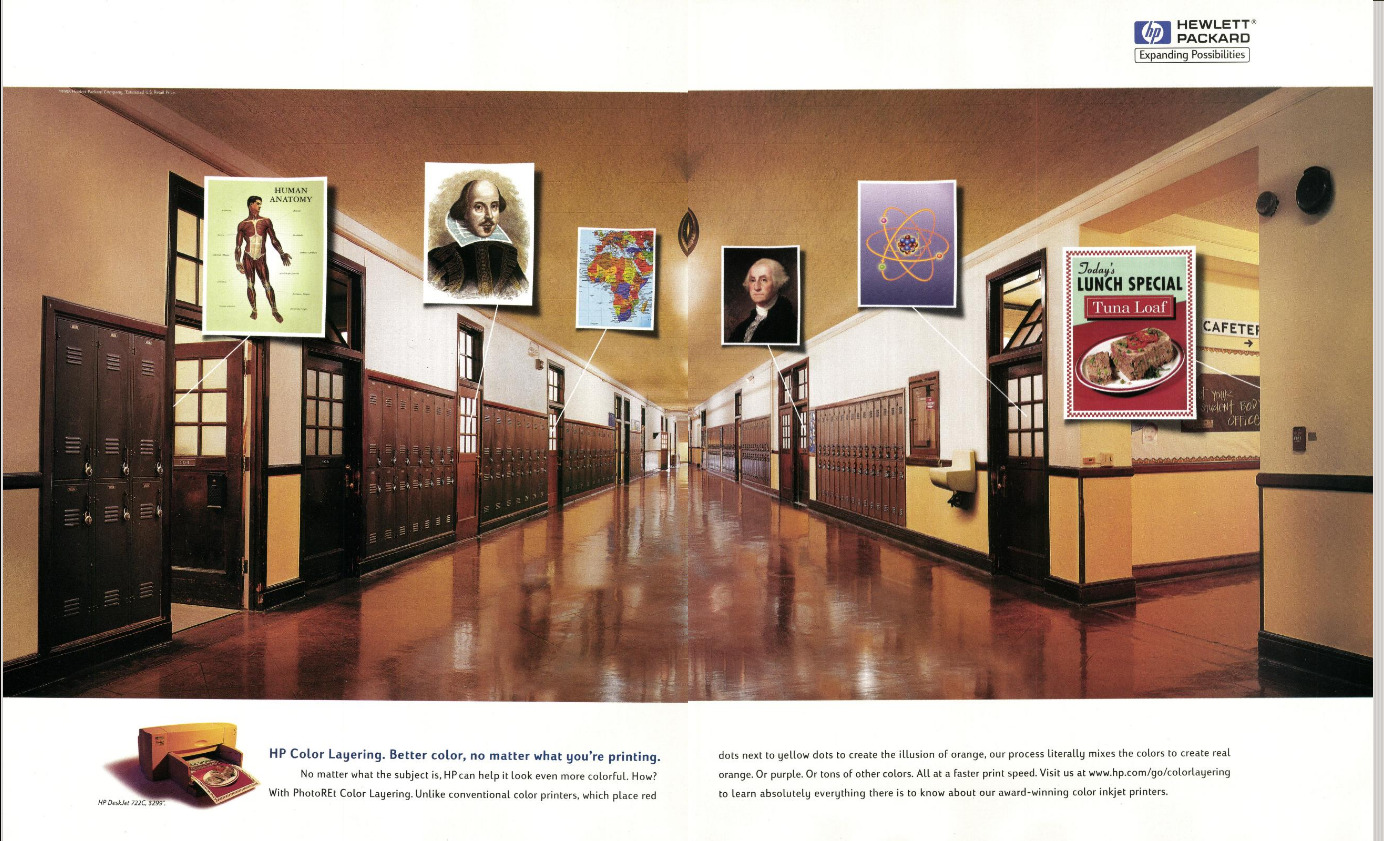 HEWLETT®
PACKARD
Expanding Possibilities
HUMAN
ANATOMY
Today's
LUNCH SPECIAL
Tuna Loaf
CAFETER
STUDENT BOD
OFFICE
HP DeskJet 722C, $299*.
HP Color Layering. Better color, no matter what you're printing.
No matter what the subject is, HP can help it look even more colorful. How?
With PhotoREt Color Layering. Unlike conventional color printers, which place red
dots next to yellow dots to create the illusion of orange, our process literally mixes the colors to create real
orange. Or purple. Or tons of other colors. All at a faster print speed. Visit us at www.hp.com/go/colorlayering
to learn absolutely everything there is to know about our award-winning color inkjet printers.